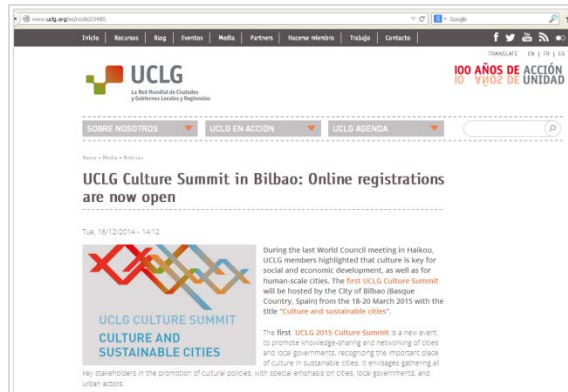 www.uclg.org/es/node/23480
Google
Inicio | Recursos | Blog | Eventos | Media | Partners | Hacerse miembro | Trabajo | Contacto
TRANSLATE EN | FR | ES
UCLG
La Red Mundial de Ciudades
y Gobiernos Locales y Regionales
100 AÑOS DE ACCIÓN
10 AÑOS DE UNIDAD
SOBRE NOSOTROS
UCLG EN ACCIÓN
UCLG AGENDA
Home » Media » Noticias
UCLG Culture Summit in Bilbao: Online registrations
are now open
Tue, 16/12/2014 - 14:12
UCLG CULTURE SUMMIT
CULTURE AND
SUSTAINABLE CITIES
During the last World Council meeting in Haikou,
UCLG members highlighted that culture is key for
social and economic development, as well as for
human-scale cities. The first UCLG Culture Summit
will be hosted by the City of Bilbao (Basque
Country, Spain) from the 18-20 March 2015 with the
title "Culture and sustainable cities".
The first UCLG 2015 Culture Summit is a new event
to promote knowledge-sharing and networking of cities
and local governments, recognizing the important place
of culture in sustainable cities. It envisages gathering all
key stakeholders in the promotion of cultural policies, with special emphasis on cities, local governments, and
urban actors.